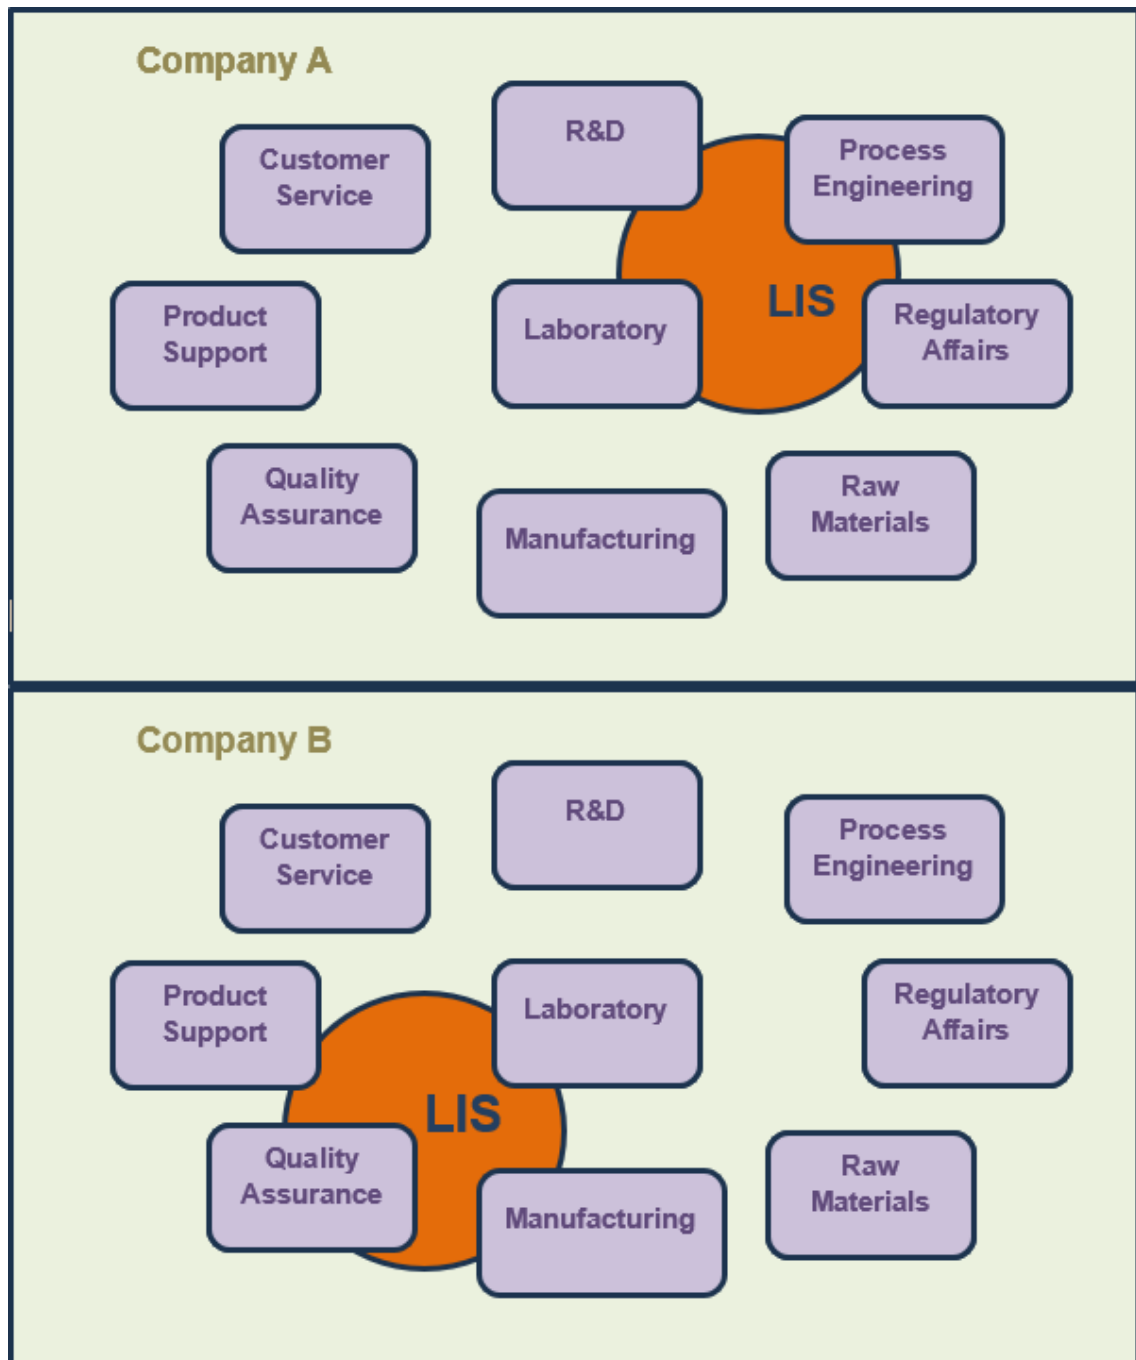 Company A
R&D
Process
Engineering
Customer
Service
LIS
Product
Support
Laboratory
Regulatory
Affairs
Quality
Assurance
Manufacturing
Raw
Materials
Company B
R&D
Process
Engineering
Customer
Service
Product
Support
Laboratory
Regulatory
Affairs
LIS
Quality
Assurance
Manufacturing
Raw
Materials